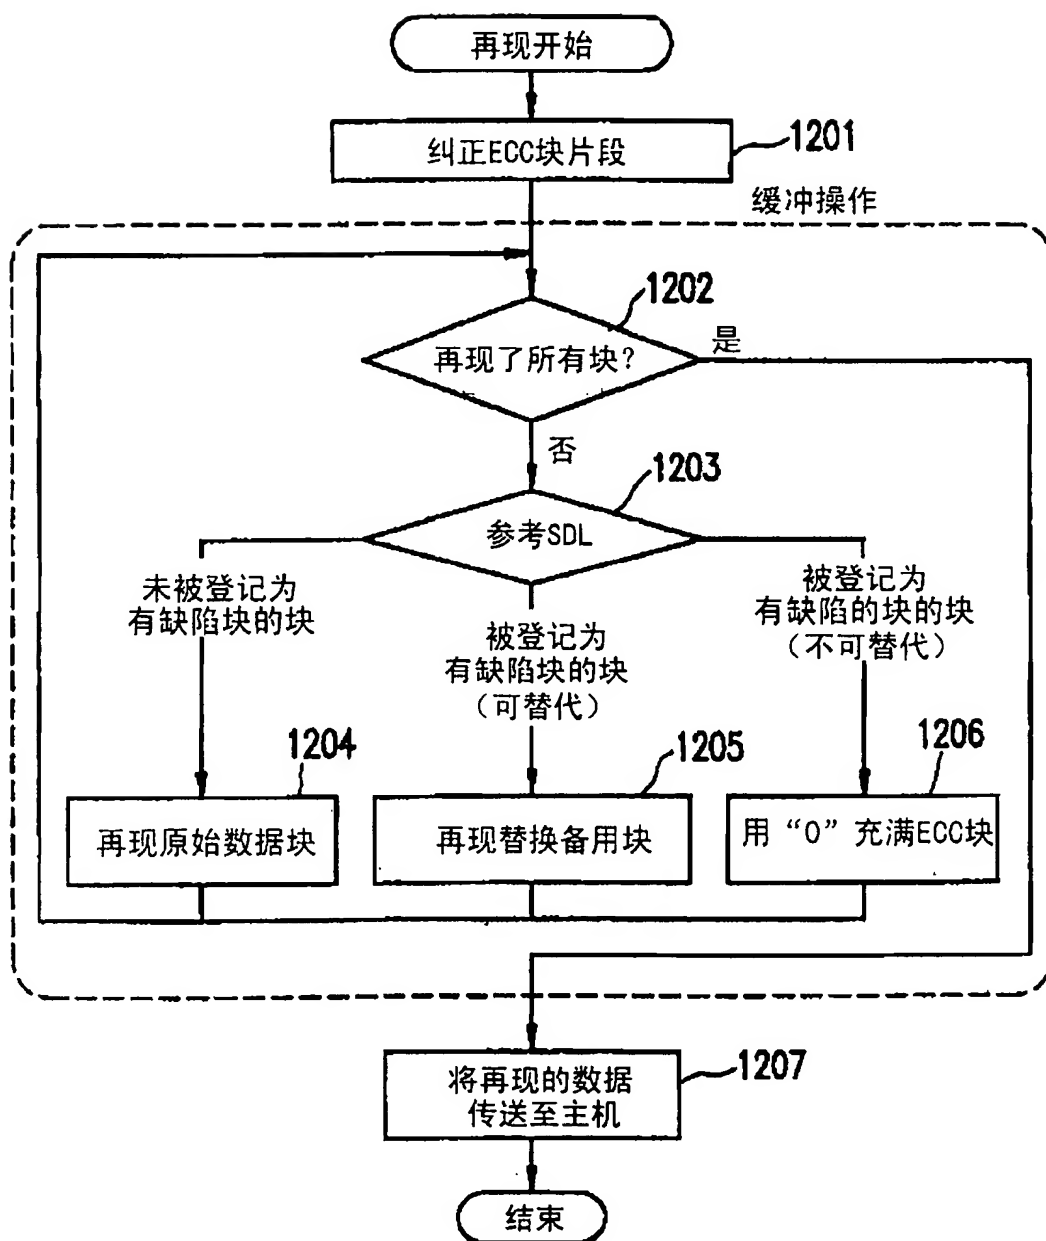 再现开始
纠正ECC块片段
1201
缓冲操作
1202
再现了所有块?
是
否
1203
参考SDL
未被登记为
有缺陷块的块
被登记为
有缺陷块的块
(可替代)
被登记为
有缺陷的块的块
(不可替代)
1204
再现原始数据块
1205
再现替换备用块
1206
用“0”充满ECC块
1207
将再现的数据
传送至主机
结束